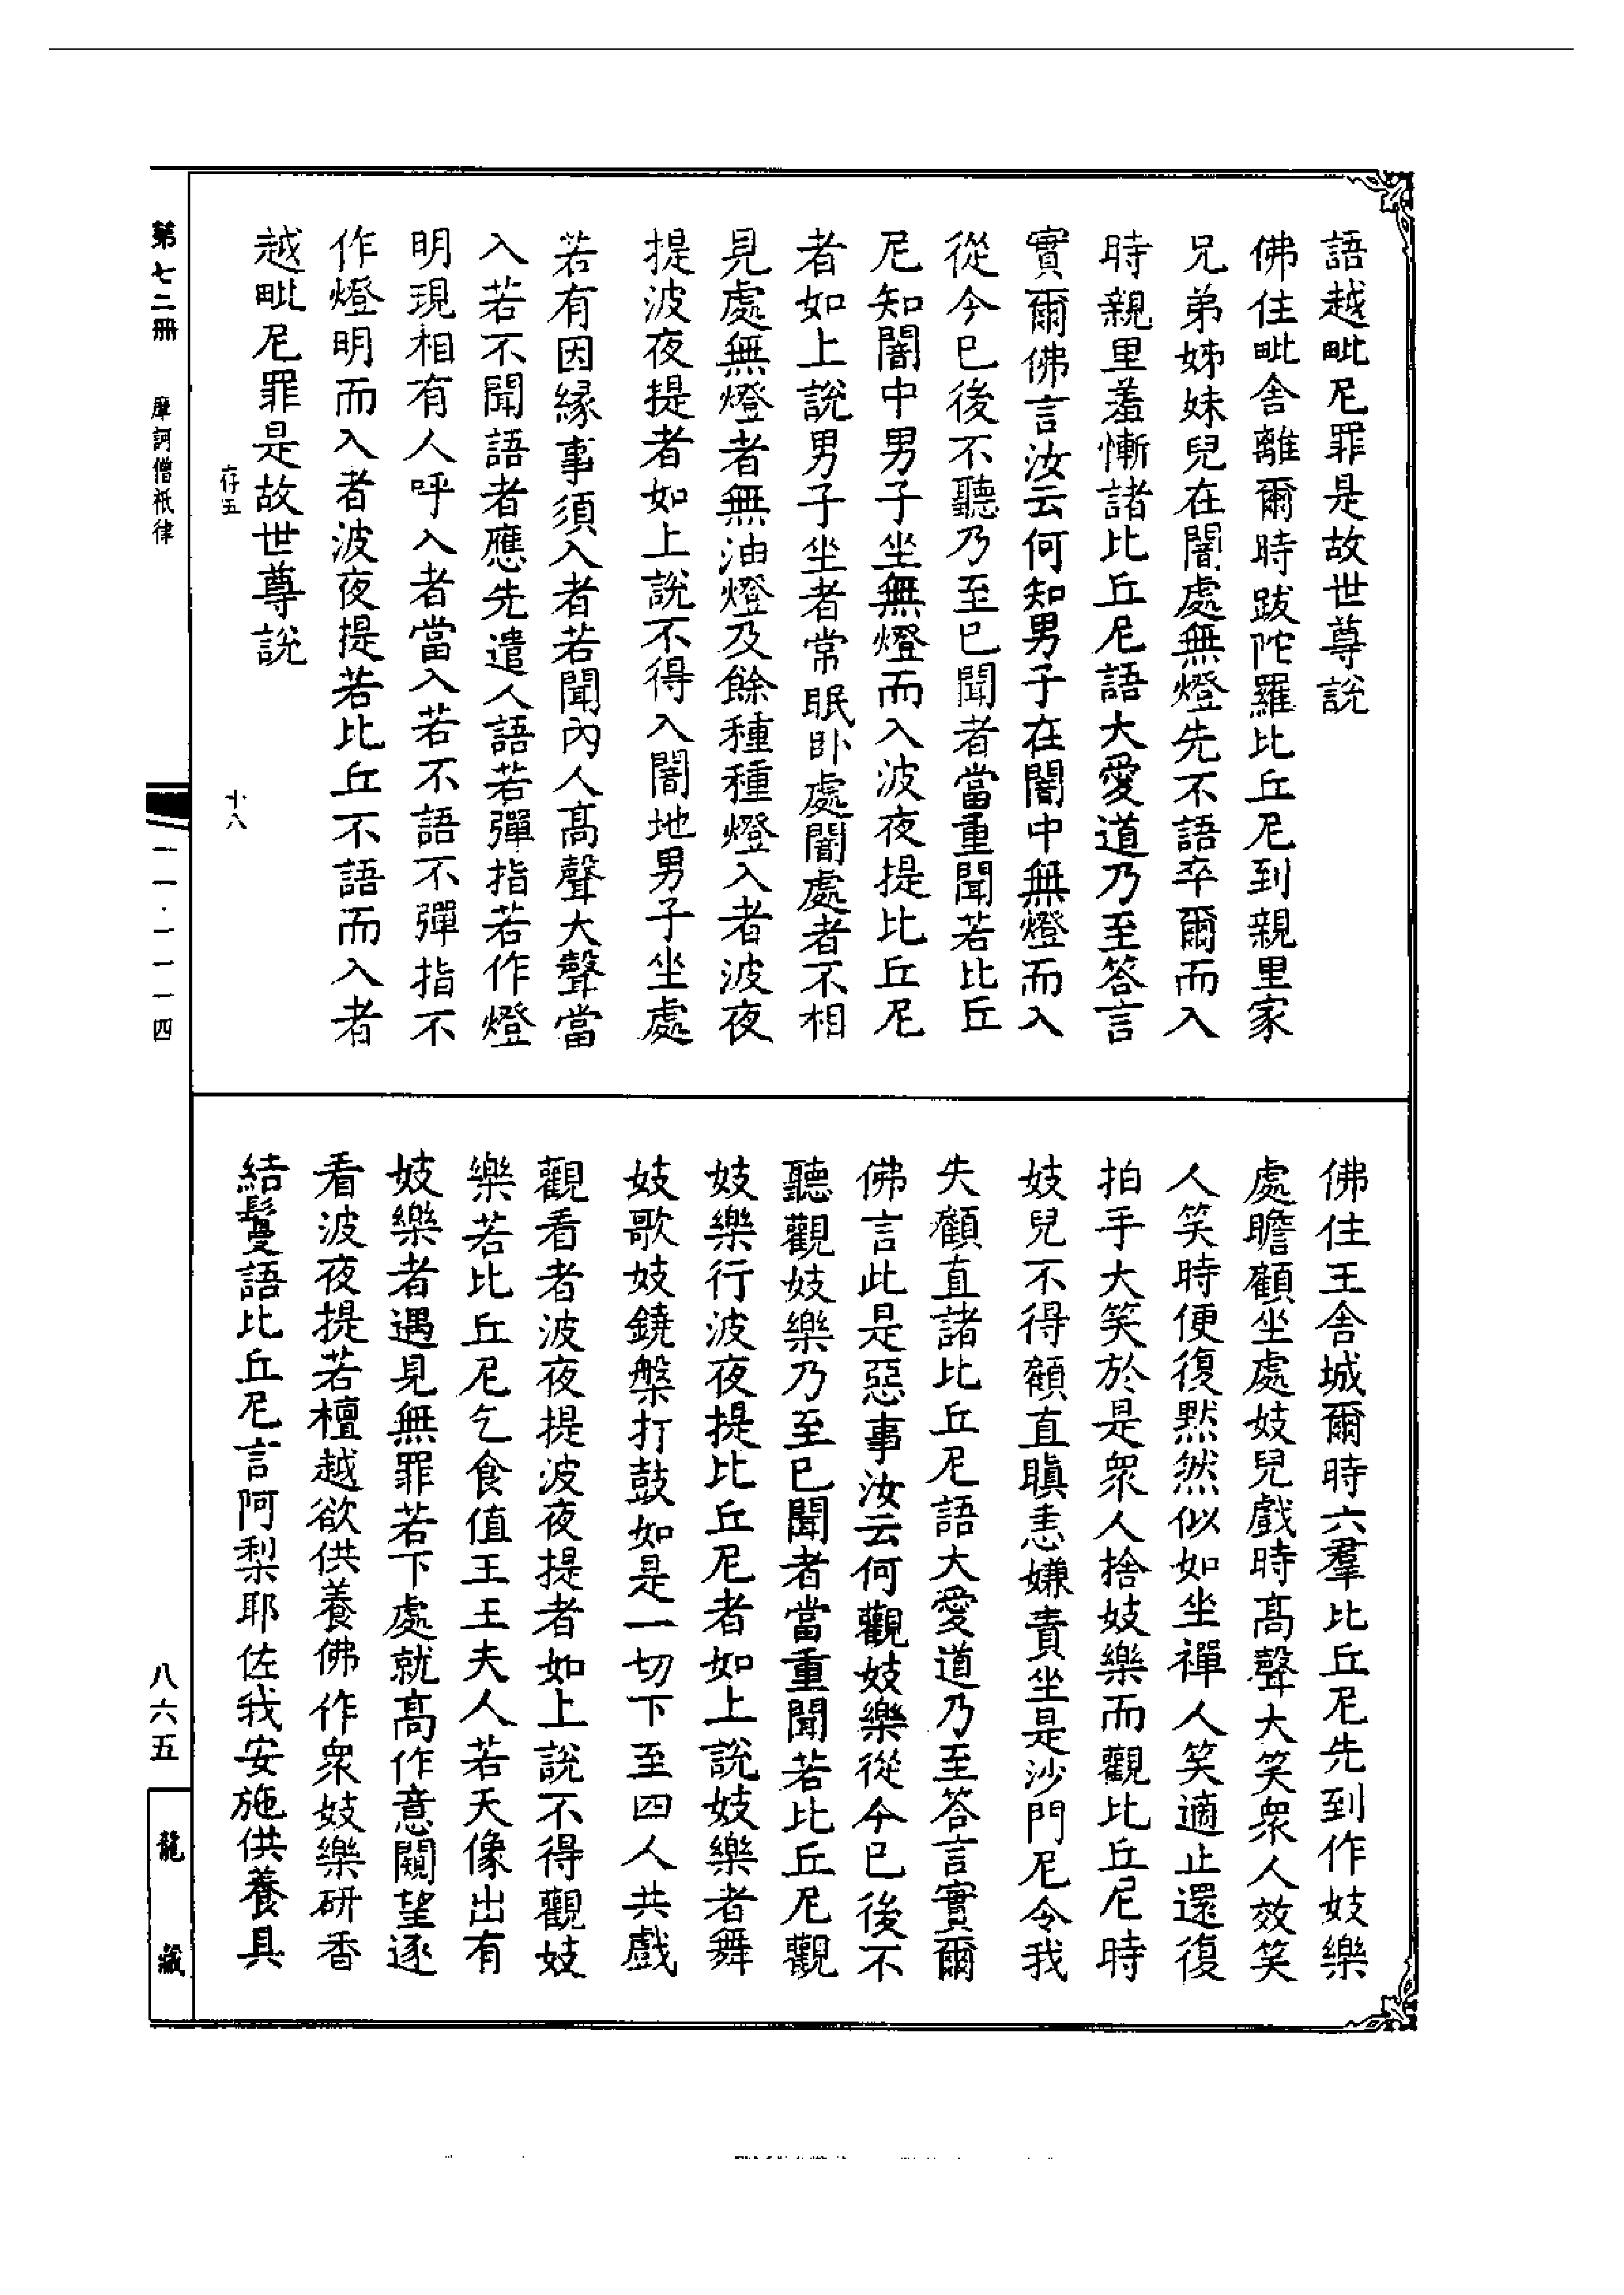 語越毗尼罪是故世尊說
佛住毗舍離爾時跋陀羅比丘尼到親里家
兄弟姊妹兒在闇處無燈先不語卒爾而入
時親里羞慚諸比丘尼語大愛道乃至答言
實爾佛言汝云何知男子在闇中無燈而入
從今已後不聽乃至已聞者當重聞若比丘
尼知闇中男子坐無燈而入波夜提比丘尼
者如上說男子坐者常眠卧處闇處者不相
見處無燈者無油燈及餘種種燈入者波夜
提波夜提者如上說不得入闇地男子坐處
若有因緣事須入者若聞內人高聲大聲當
入若不聞語者應先遣人語若彈指若作燈
明現相有人呼入者當入若不語不彈指不
作燈明而入者波夜提若比丘不語而入者
越毗尼罪是故世尊說
存五
十八
佛住王舍城爾時六羣比丘尼先到作妓樂
處瞻顧坐處妓兒戲時高聲大笑衆人效笑
人笑時便復默然似如坐禪人笑適止還復
拍手大笑於是衆人捨妓樂而觀比丘尼時
妓兒不得顧直瞋恚嫌責坐是沙門尼令我
失顧直諸比丘尼語大愛道乃至答言實爾
佛言此是惡事汝云何觀妓樂從今已後不
聽觀妓樂乃至已聞者當重聞若比丘尼觀
妓樂行波夜提比丘尼者如上說妓樂者舞
妓歌妓鐃槃打鼓如是一切下至四人共戲
觀看者波夜提波夜提者如上說不得觀妓
樂若比丘尼乞食值王王夫人若天像出有
妓樂者遇見無罪若下處就高作意闚望逐
看波夜提若檀越欲供養佛作衆妓樂研香
結鬘語比丘尼言阿梨耶佐我安施供養具
第七二冊
摩訶僧祇律
一一·一一一四
八六五
龍藏